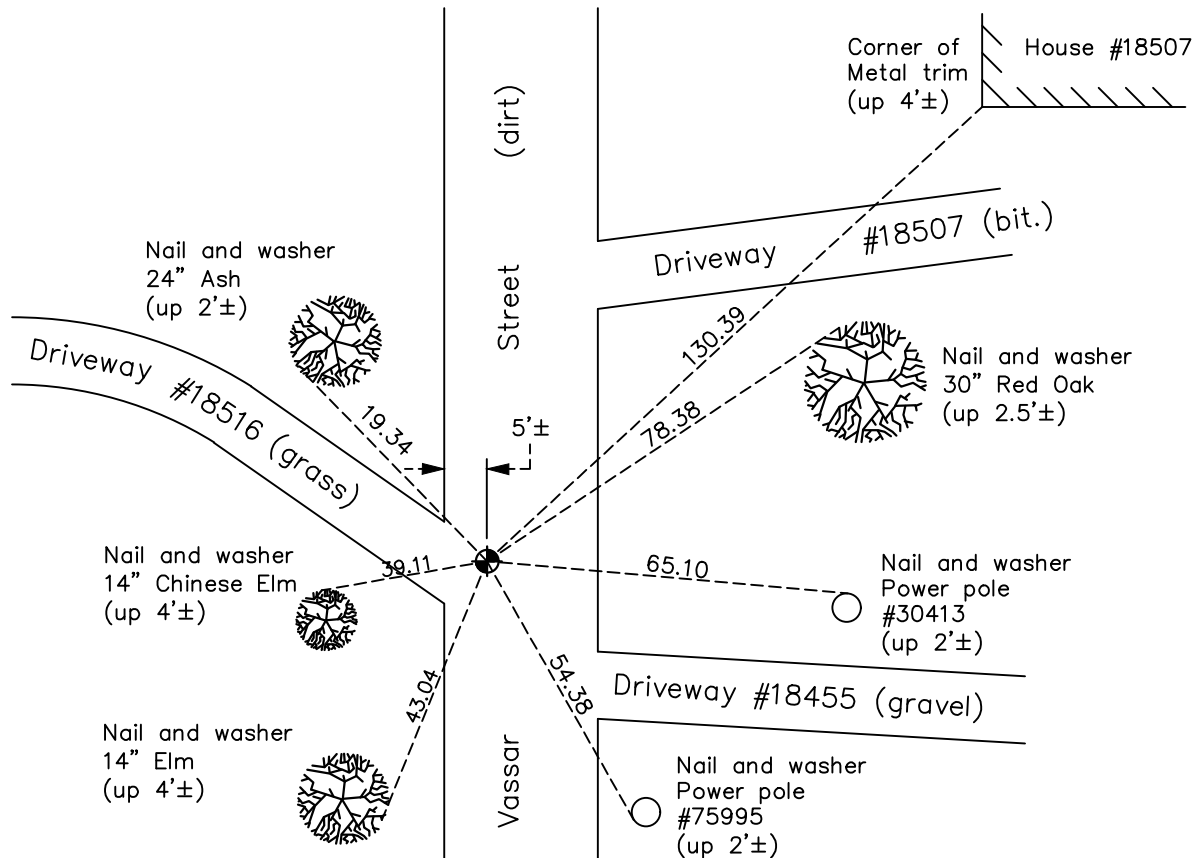 Corner of
Metal trim
(up 4'±)
House #18507
(dirt)
Street
Vassar
Driveway #18507 (bit.)
Nail and washer
24" Ash
(up 2'±)
Driveway #18516 (grass)
19.34
5'±
130.39
78.38
Nail and washer
30" Red Oak
(up 2.5'±)
Nail and washer
14" Chinese Elm
(up 4'±)
39.11
65.10
Nail and washer
Power pole
#30413
(up 2'±)
43.04
54.38
Driveway #18455 (gravel)
Nail and washer
14" Elm
(up 4'±)
Nail and washer
Power pole
#75995
(up 2'±)